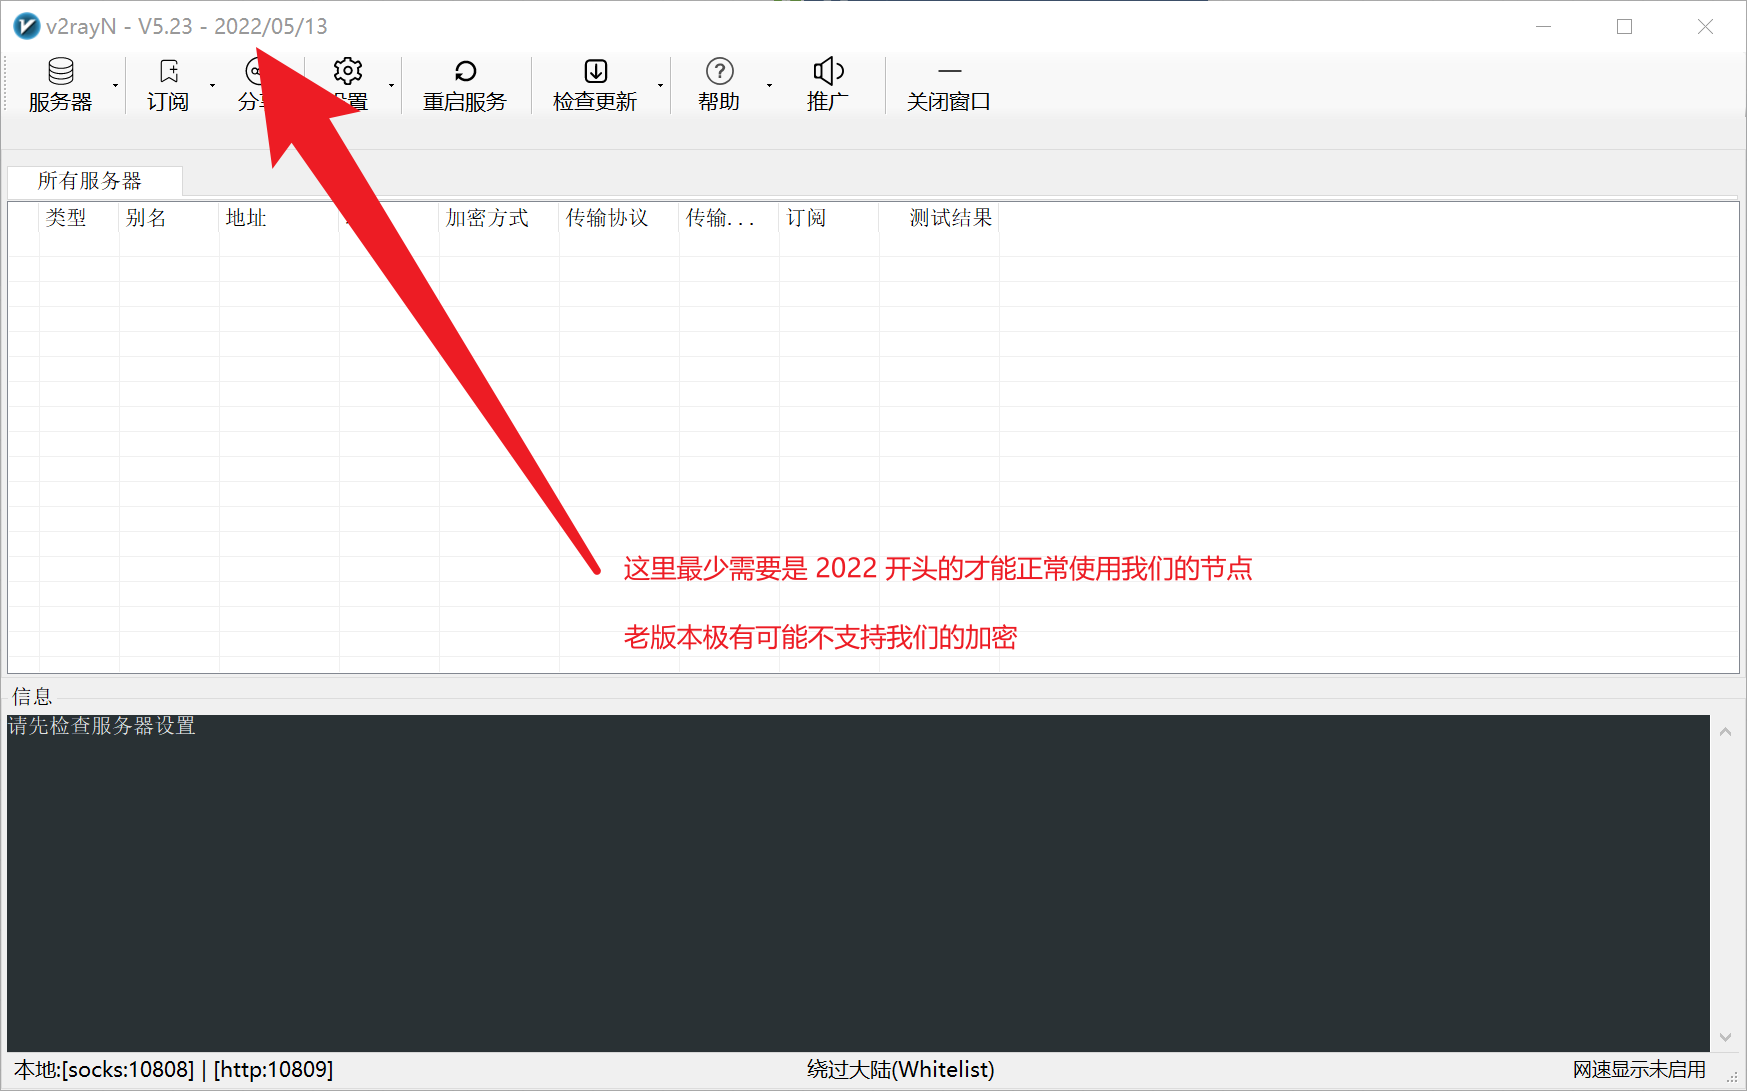 v2rayN - V5.23 - 2022/05/13
服务器 订阅 重启服务 检查更新 帮助 推广 关闭窗口
所有服务器
类型 别名 地址 加密方式 传输协议 传输... 订阅 测试结果
这里最少需要是 2022 开头的才能正常使用我们的节点
老版本极有可能不支持我们的加密
信息
请先检查服务器设置
本地:[socks:10808] | [http:10809] 绕过大陆(Whitelist) 网速显示未启用